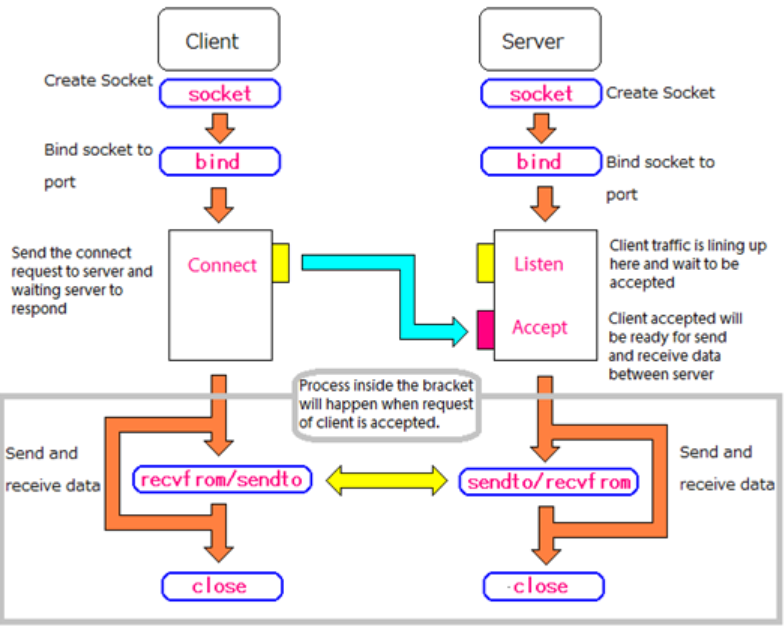 Client
Server
Create Socket
socket
socket
Create Socket
Bind socket to
port
bind
bind
Bind socket to
port
Send the connect
request to server and
waiting server to
respond
Connect
Listen
Accept
Client traffic is lining up
here and wait to be
accepted
Client accepted will
be ready for send
and receive data
between server
Process inside the bracket
will happen when request
of client is accepted.
Send and
receive data
recvfrom/sendto
sendto/recvfrom
Send and
receive data
close
close